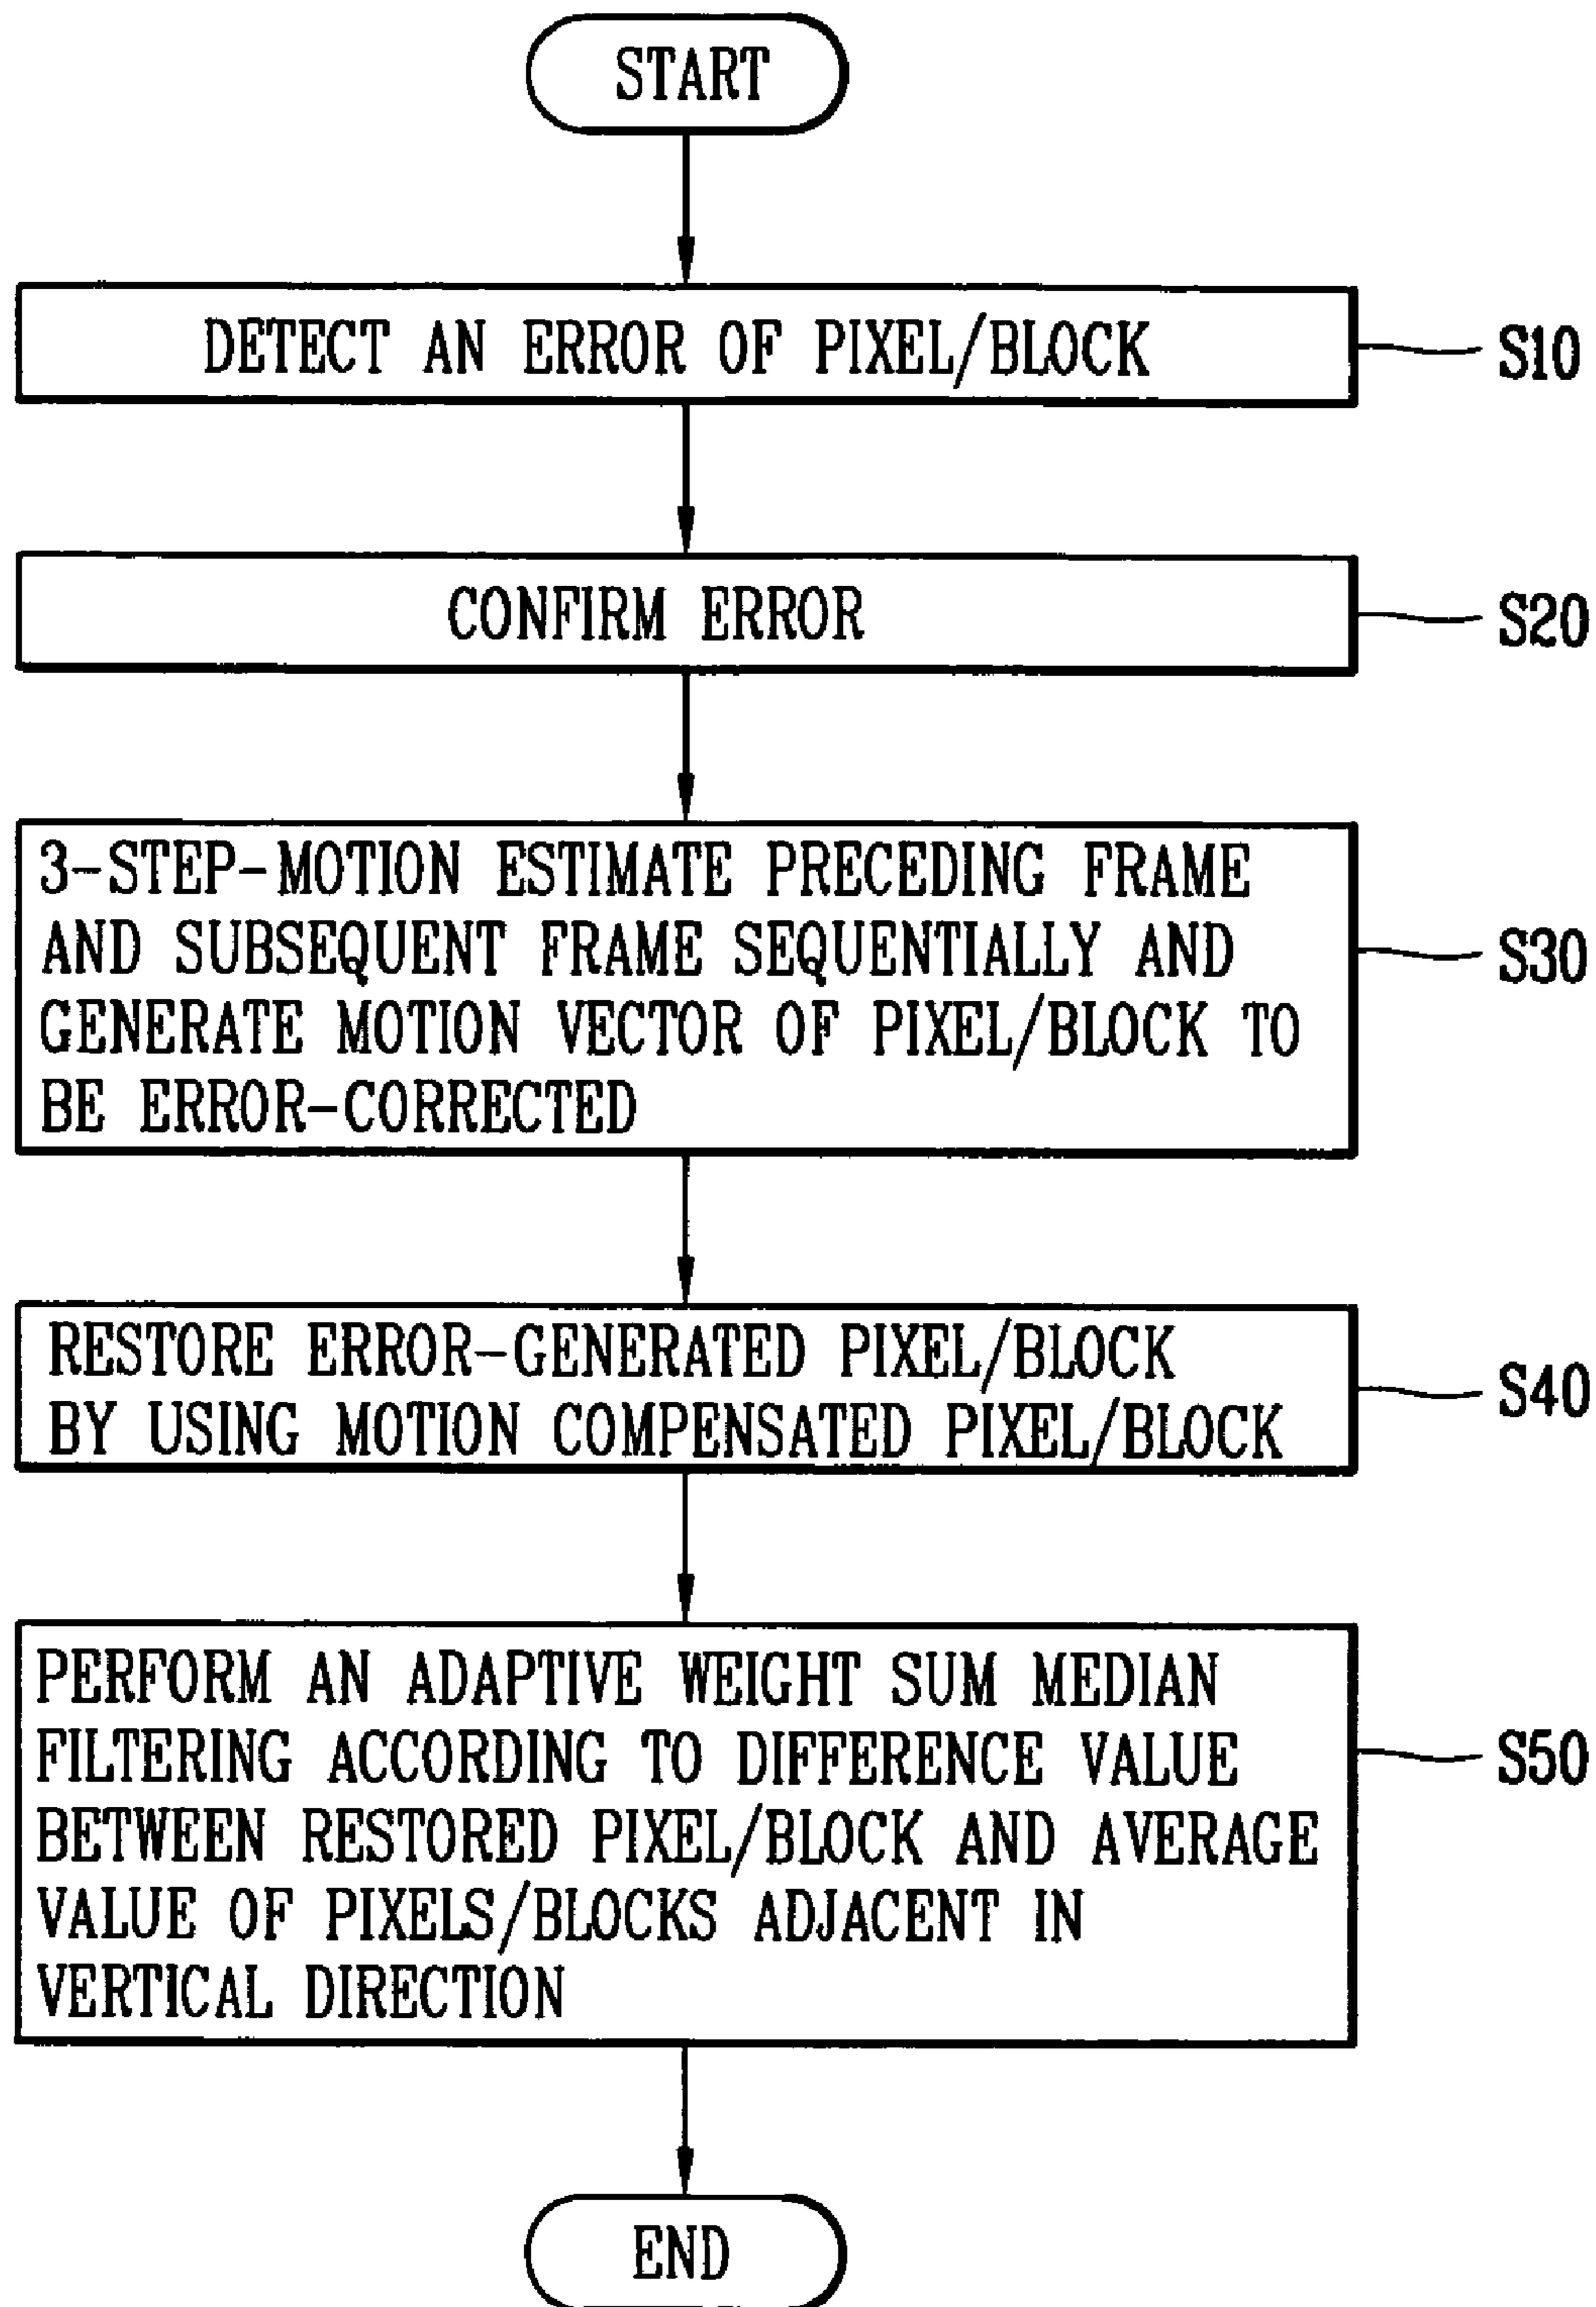 START
DETECT AN ERROR OF PIXEL/BLOCK
S10
CONFIRM ERROR
S20
3-STEP-MOTION ESTIMATE PRECEDING FRAME
AND SUBSEQUENT FRAME SEQUENTIALLY AND
GENERATE MOTION VECTOR OF PIXEL/BLOCK TO
BE ERROR-CORRECTED
S30
RESTORE ERROR-GENERATED PIXEL/BLOCK
BY USING MOTION COMPENSATED PIXEL/BLOCK
S40
PERFORM AN ADAPTIVE WEIGHT SUM MEDIAN
FILTERING ACCORDING TO DIFFERENCE VALUE
BETWEEN RESTORED PIXEL/BLOCK AND AVERAGE
VALUE OF PIXELS/BLOCKS ADJACENT IN
VERTICAL DIRECTION
S50
END